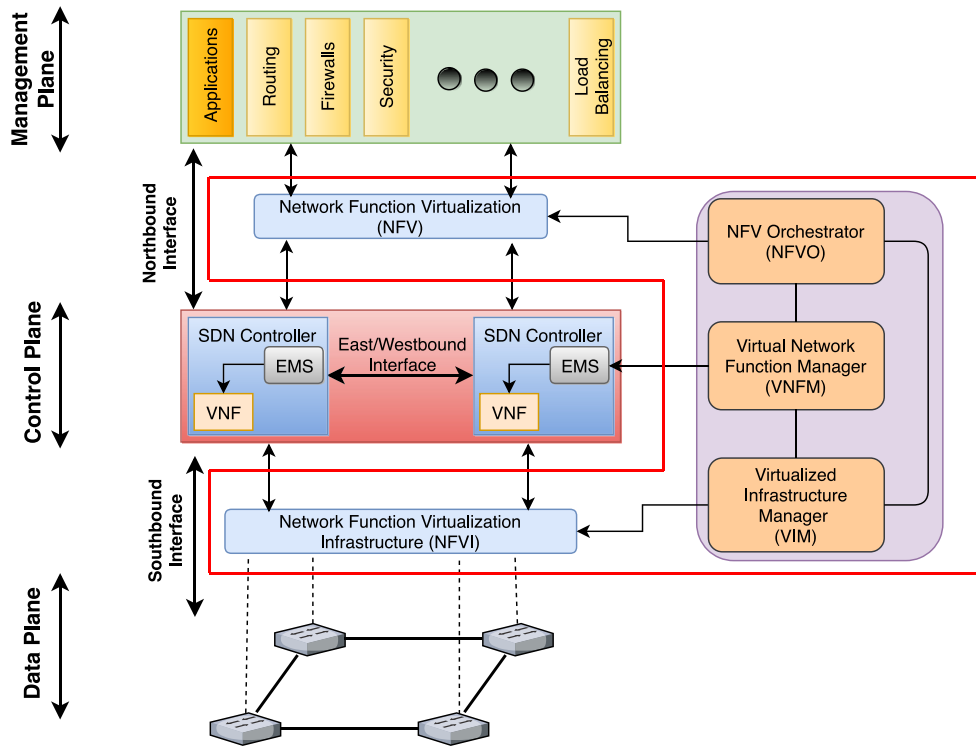 Management
Plane
Applications
Routing
Firewalls
Security
Load
Balancing
Northbound
Interface
Network Function Virtualization
(NFV)
NFV Orchestrator
(NFVO)
Control Plane
SDN Controller
EMS
VNF
East/Westbound
Interface
SDN Controller
EMS
VNF
Virtual Network
Function Manager
(VNFM)
Southbound
Interface
Network Function Virtualization
Infrastructure (NFVI)
Virtualized
Infrastructure
Manager
(VIM)
Data Plane